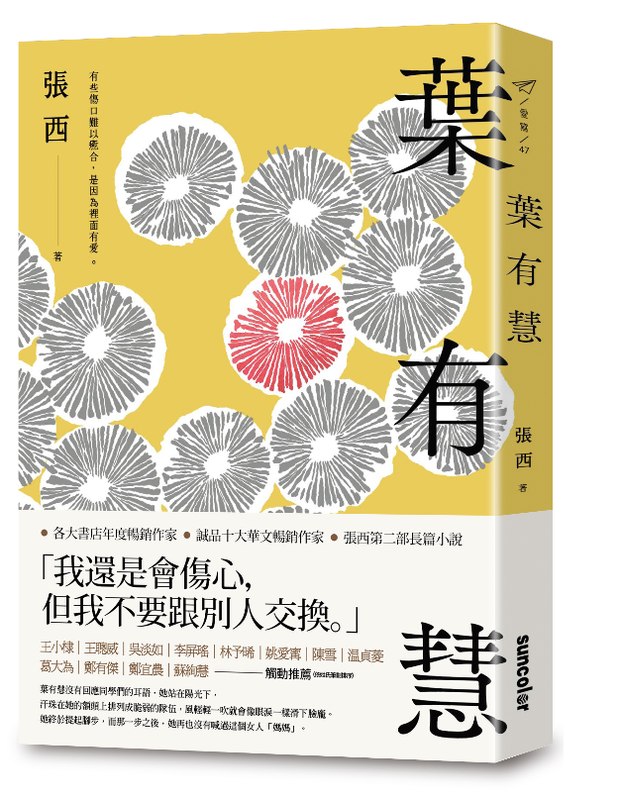 葉有慧
張西
著
有些傷口難以癒合，是因為裡面有愛。
● 各大書店年度暢銷作家 ● 誠品十大華文暢銷作家 ● 張西第二部長篇小說
「我還是會傷心，
但我不要跟別人交換。」
王小棣｜王聰威｜吳淡如｜李屏瑤｜林予晞｜姚愛寗｜陳雪｜溫貞菱
葛大為｜鄭有傑｜鄭宜農｜蘇絢慧 ── 觸動推薦
葉有慧沒有回應同學們的耳語，她站在陽光下，
汗珠在她的額頭上排列成脆弱的隊伍，風輕輕一吹就會像眼淚一樣滑下臉龐。
她終於提起腳步，而那一步之後，她再也沒有喊過這個女人「媽媽」。
／愛寫／47
葉有慧
張西
著
suncolor